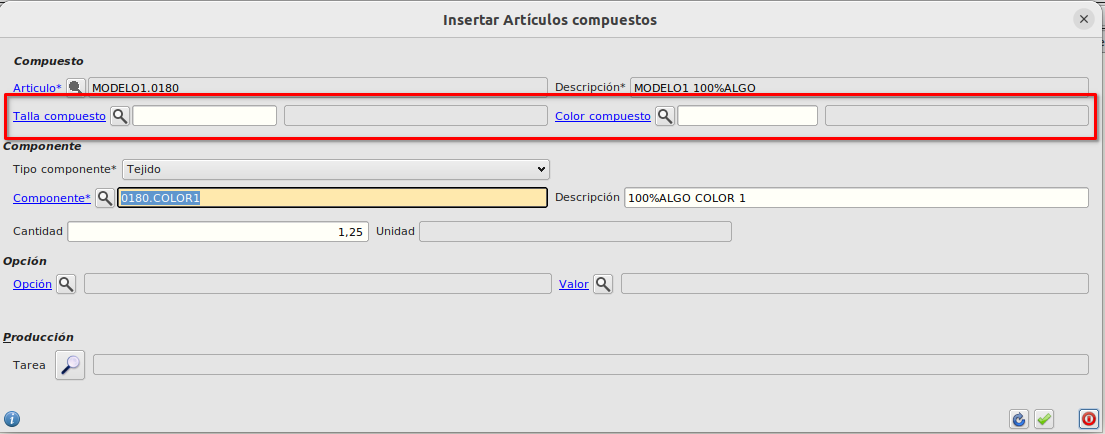 Insertar Artículos compuestos
Compuesto
Articulo* MODELO1.0180 Descripción* MODELO1 100%ALGO
Talla compuesto Color compuesto
Componente
Tipo componente* Tejido
Componente* 0180.COLOR1 Descripción 100%ALGO COLOR 1
Cantidad 1,25 Unidad
Opción
Opción Valor
Producción
Tarea